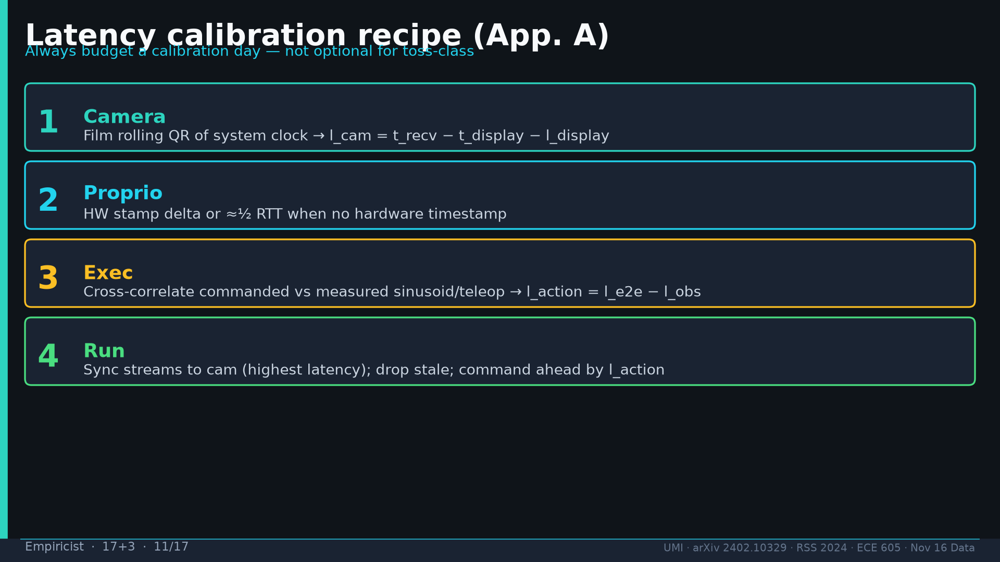 Latency calibration recipe (App. A)
Always budget a calibration day — not optional for toss-class
1
Camera
Film rolling QR of system clock → l_cam = t_recv − t_display − l_display
2
Proprio
HW stamp delta or ≈½ RTT when no hardware timestamp
3
Exec
Cross-correlate commanded vs measured sinusoid/teleop → l_action = l_e2e − l_obs
4
Run
Sync streams to cam (highest latency); drop stale; command ahead by l_action
Empiricist · 17+3 · 11/17
UMI · arXiv 2402.10329 · RSS 2024 · ECE 605 · Nov 16 Data